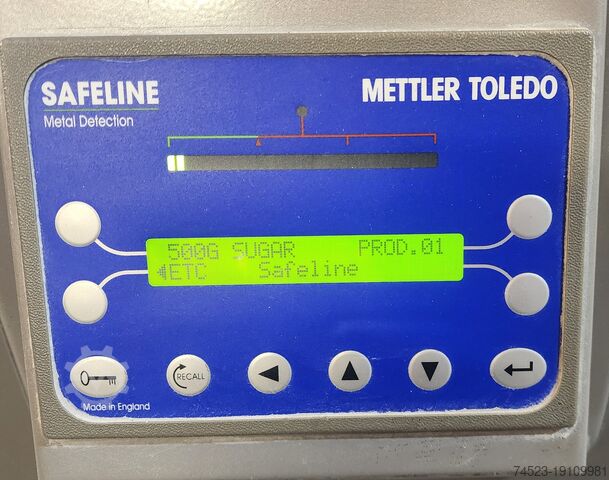 SAFELINE
Metal Detection
METTLER TOLEDO
500G SUGAR PROD.01
ETC Safeline
RECALL
Made in England
74523-19109981